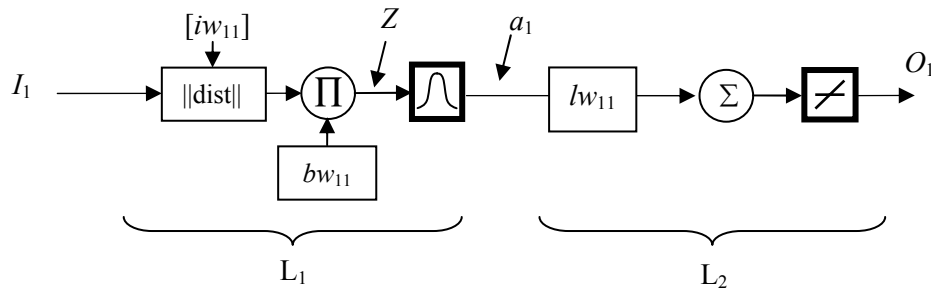 [iw₁₁]
Z
a₁
I₁
||dist||
Π
lw₁₁
Σ
O₁
bw₁₁
L₁
L₂